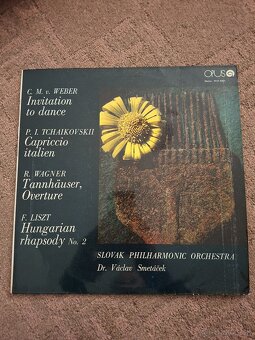 OPUS
C. M. v. WEBER
Invitation
to dance
P. I. TCHAIKOVSKII
Capriccio
italien
R. WAGNER
Tannhäuser,
Overture
F. LISZT
Hungarian
rhapsody No. 2
SLOVAK PHILHARMONIC ORCHESTRA
Dr. Václav Smetáček